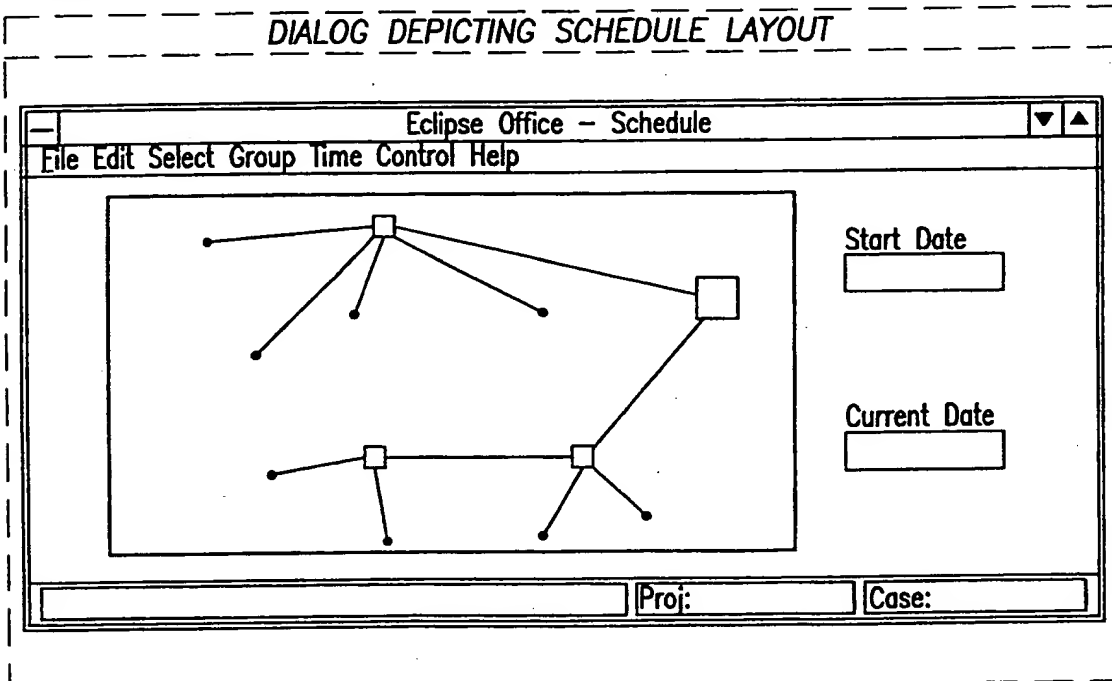 DIALOG DEPICTING SCHEDULE LAYOUT
Eclipse Office – Schedule
File Edit Select Group Time Control Help
Start Date
Current Date
Proj:
Case: